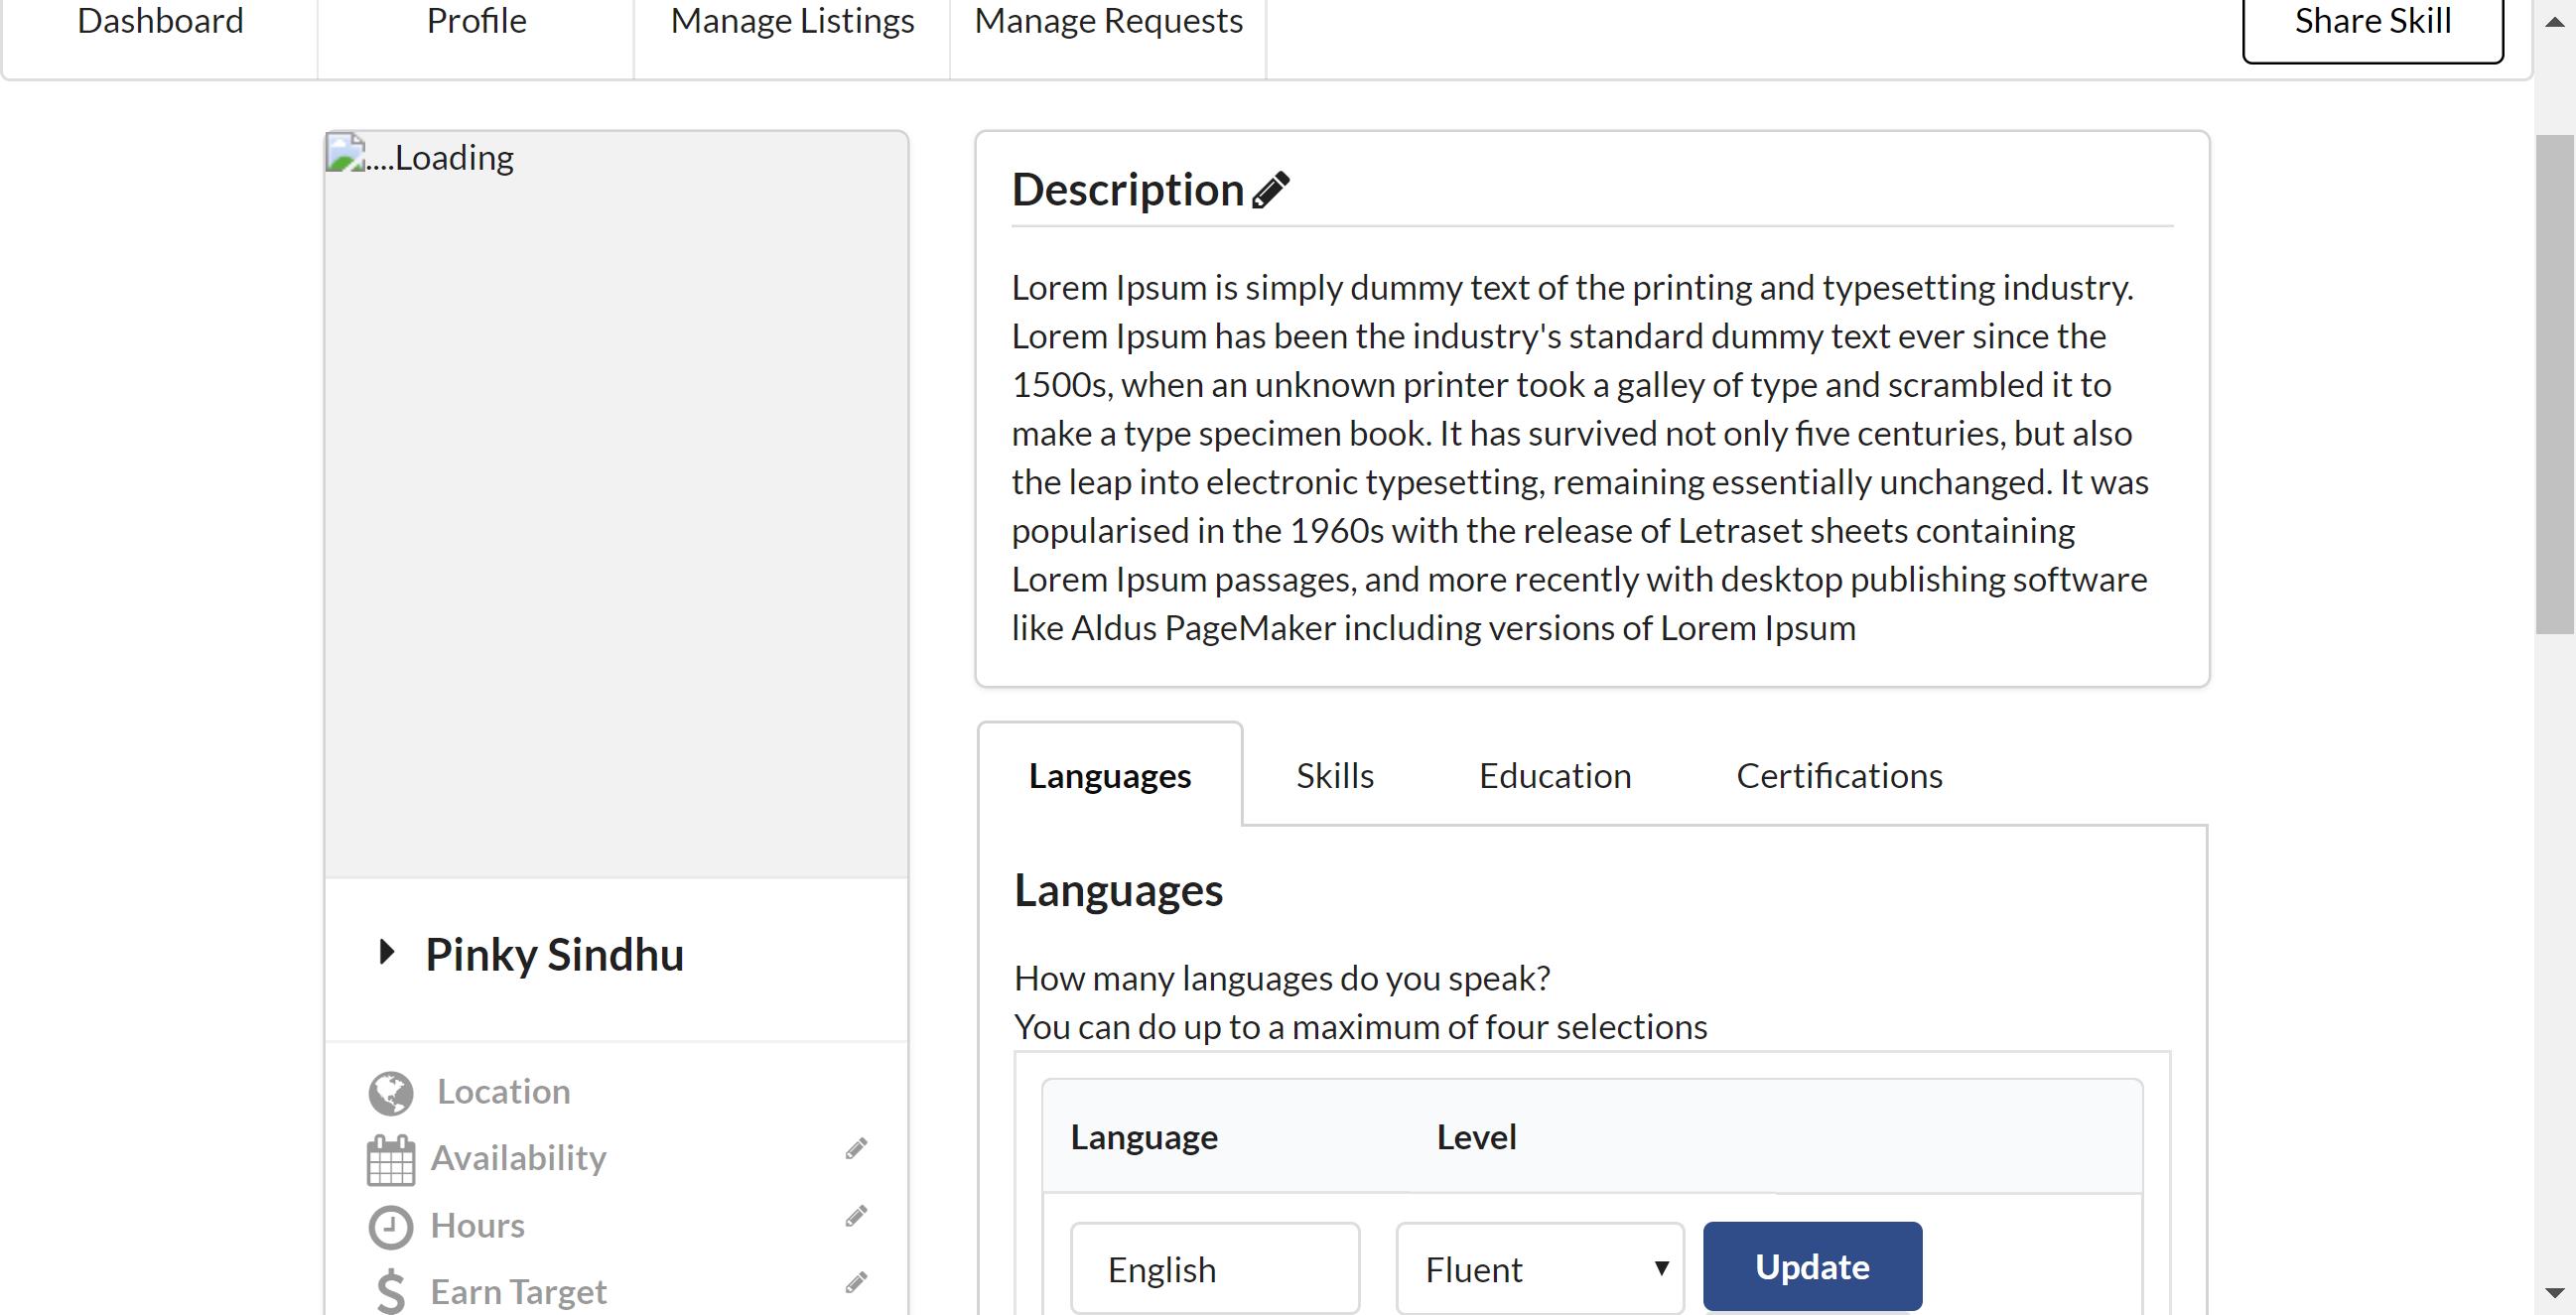 Dashboard
Profile
Manage Listings
Manage Requests
Share Skill
....Loading
Pinky Sindhu
Location
Availability
Hours
Earn Target
Description
Lorem Ipsum is simply dummy text of the printing and typesetting industry.
Lorem Ipsum has been the industry's standard dummy text ever since the
1500s, when an unknown printer took a galley of type and scrambled it to
make a type specimen book. It has survived not only five centuries, but also
the leap into electronic typesetting, remaining essentially unchanged. It was
popularised in the 1960s with the release of Letraset sheets containing
Lorem Ipsum passages, and more recently with desktop publishing software
like Aldus PageMaker including versions of Lorem Ipsum
Languages
Skills
Education
Certifications
Languages
How many languages do you speak?
You can do up to a maximum of four selections
Language
Level
English
Fluent
Update